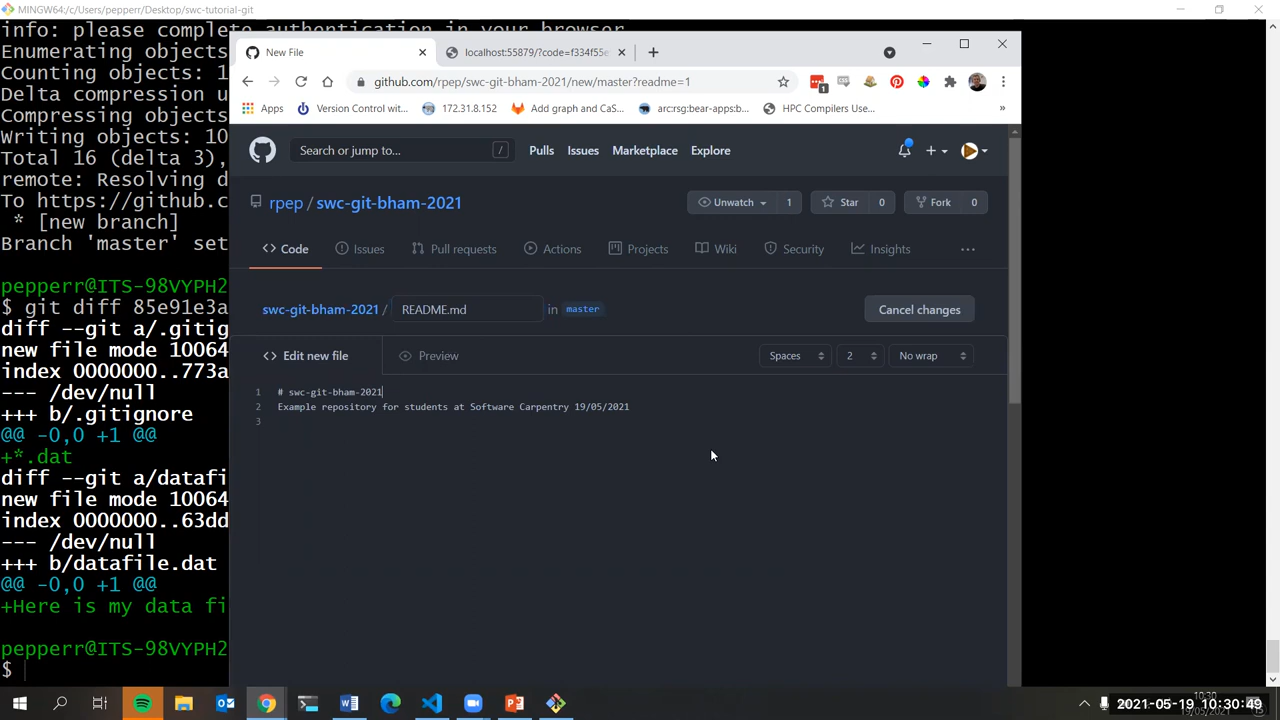 MINGW64:/c/Users/pepperr/Desktop/swc-tutorial-git
info: please complete authentication in your browser
Enumerating objects
Counting objects: 1
Delta compression u
Compressing objects
Writing objects: 10
Total 16 (delta 3),
remote: Resolving d
To https://github.c
* [new branch]
Branch 'master' set
pepperr@ITS-98VYPH2
$ git diff 85e91e3a
diff --git a/.gitig
new file mode 10064
index 0000000..773a
--- /dev/null
+++ b/.gitignore
@@ -0,0 +1 @@
+*.dat
diff --git a/datafi
new file mode 10064
index 0000000..63dd
--- /dev/null
+++ b/datafile.dat
@@ -0,0 +1 @@
+Here is my data fi
pepperr@ITS-98VYPH2
$
New File
localhost:55879/?code=f334f55e
github.com/rpep/swc-git-bham-2021/new/master?readme=1
1
Apps
Version Control wit...
172.31.8.152
Add graph and CaS...
arcrsg:bear-apps:b...
HPC Compilers Use...
»
Search or jump to...
/
Pulls
Issues
Marketplace
Explore
rpep / swc-git-bham-2021
Unwatch
1
Star
0
Fork
0
Code
Issues
Pull requests
Actions
Projects
Wiki
Security
Insights
swc-git-bham-2021 /
README.md
in
master
Cancel changes
<> Edit new file
Preview
Spaces
2
No wrap
1 # swc-git-bham-2021
2 Example repository for students at Software Carpentry 19/05/2021
3
10:30
2021-05-19 10:30:49
19/05/2021